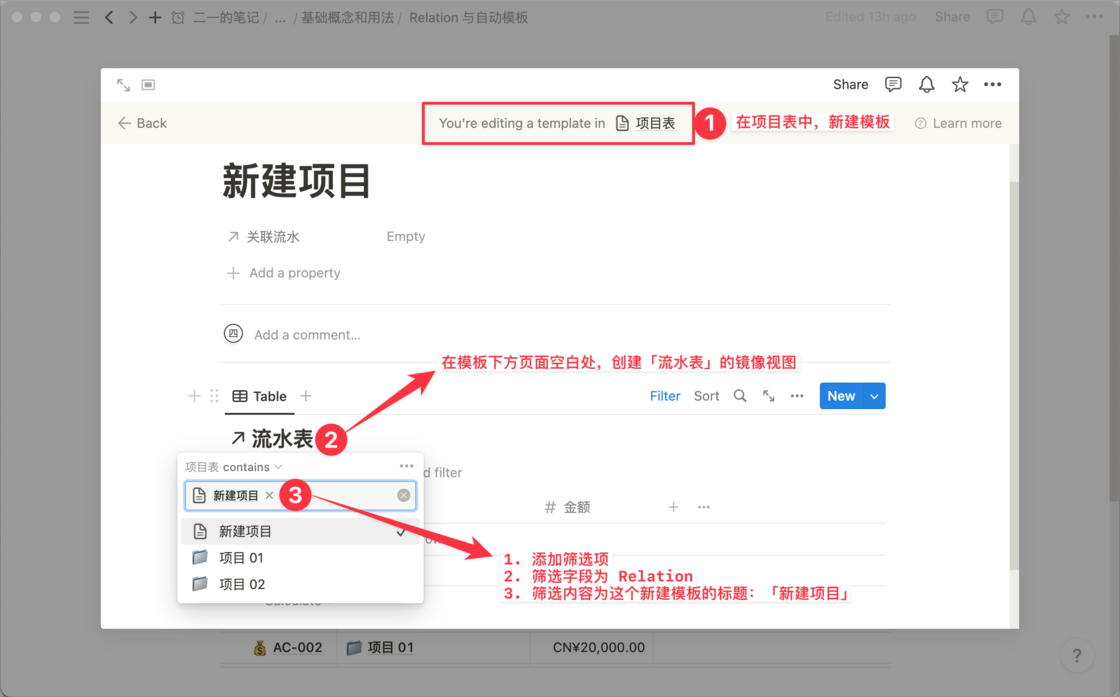 二一的笔记 / ... / 基础概念和用法 / Relation 与自动模板
Edited 13h ago Share
Share
Back
You're editing a template in 项目表
1 在项目表中，新建模板
Learn more
新建项目
关联流水 Empty
Add a property
四 Add a comment...
在模板下方页面空白处，创建「流水表」的镜像视图
Table
Filter Sort New
流水表 2
项目表 contains
d filter
新建项目 × 3
# 金额
新建项目
项目 01
项目 02
1. 添加筛选项
2. 筛选字段为 Relation
3. 筛选内容为这个新建模板的标题：「新建项目」
AC-002 项目 01 CN¥20,000.00
?